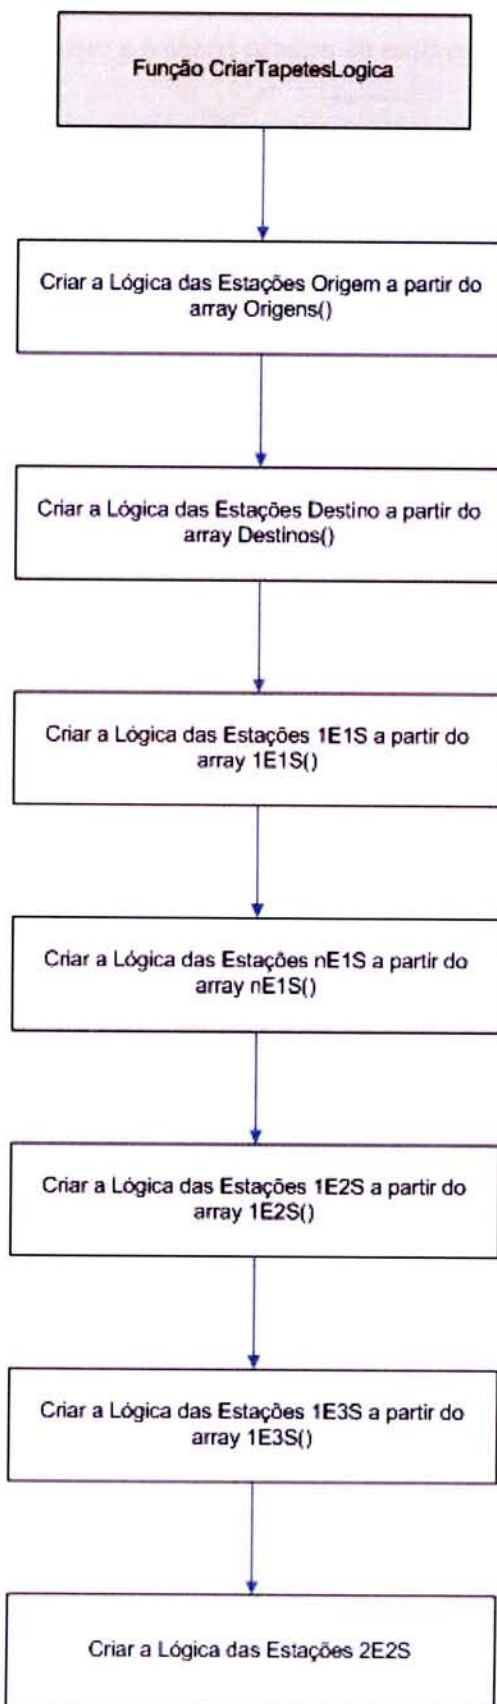 Função CriarTapetesLogica
Criar a Lógica das Estações Origem a partir do
array Origens()
Criar a Lógica das Estações Destino a partir do
array Destinos()
Criar a Lógica das Estações 1E1S a partir do
array 1E1S()
Criar a Lógica das Estações nE1S a partir do
array nE1S()
Criar a Lógica das Estações 1E2S a partir do
array 1E2S()
Criar a Lógica das Estações 1E3S a partir do
array 1E3S()
Criar a Lógica das Estações 2E2S